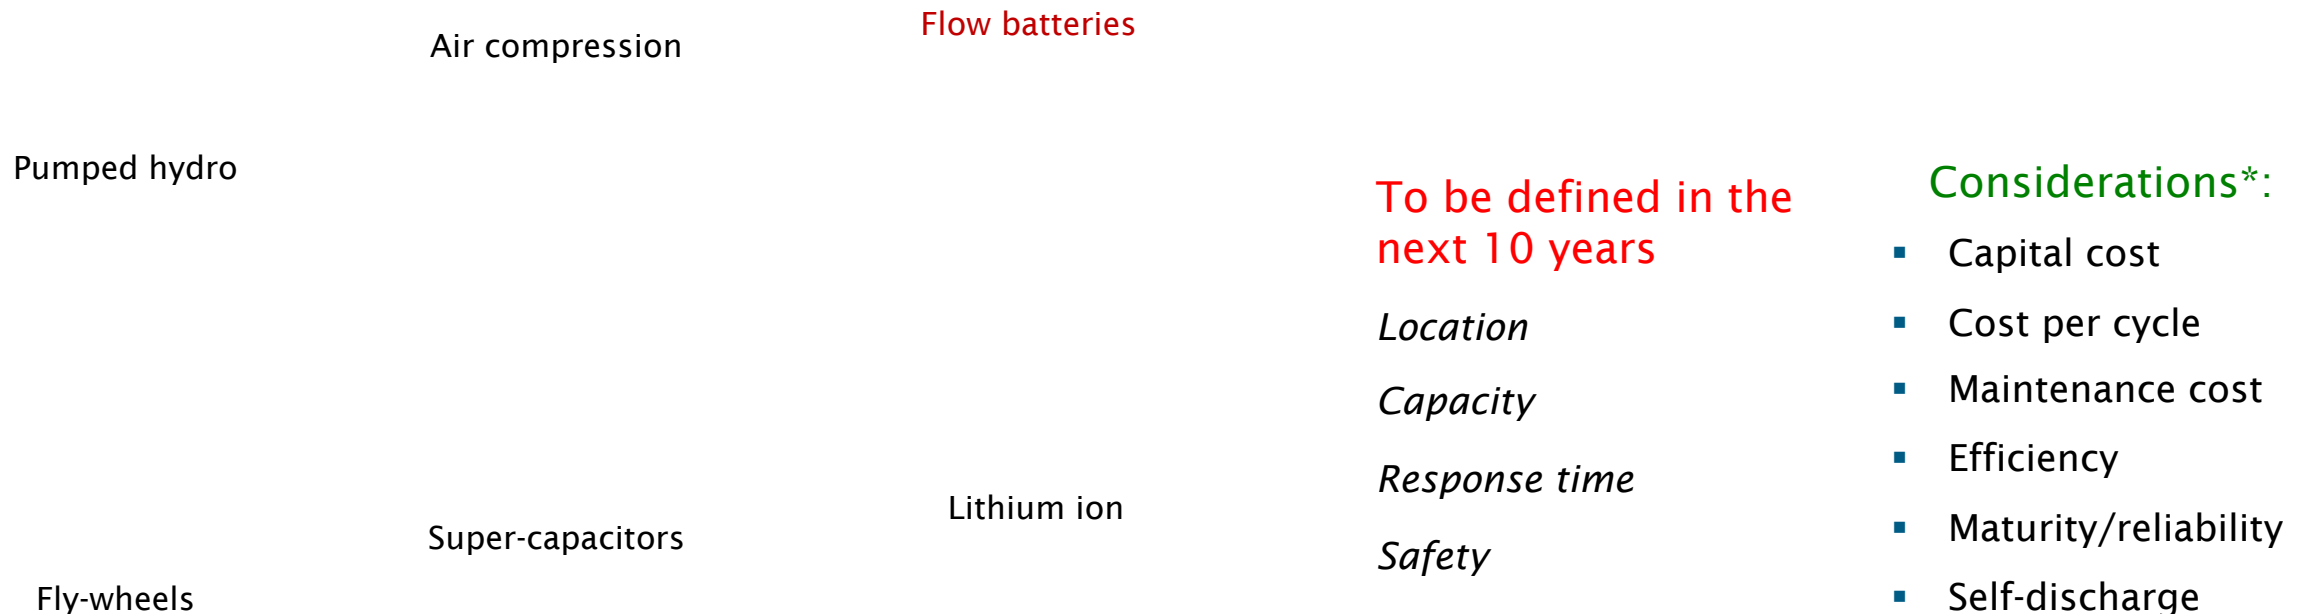 Flow batteries
Air compression
Pumped hydro
Lithium ion
Super-capacitors
Fly-wheels
To be defined in the
next 10 years
Location
Capacity
Response time
Safety
Considerations*:
▪ Capital cost
▪ Cost per cycle
▪ Maintenance cost
▪ Efficiency
▪ Maturity/reliability
▪ Self-discharge